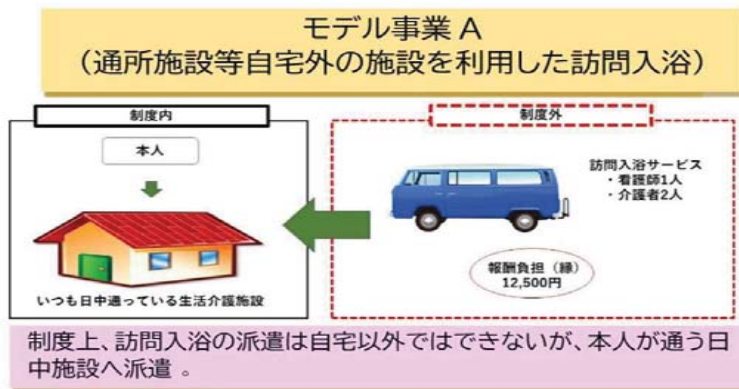 モデル事業 A
（通所施設等自宅外の施設を利用した訪問入浴）
制度内
本人
いつも日中通っている生活介護施設
制度外
訪問入浴サービス
・看護師1人
・介護者2人
報酬負担（縁）
12,500円
制度上、訪問入浴の派遣は自宅以外ではできないが、本人が通う日
中施設へ派遣 。